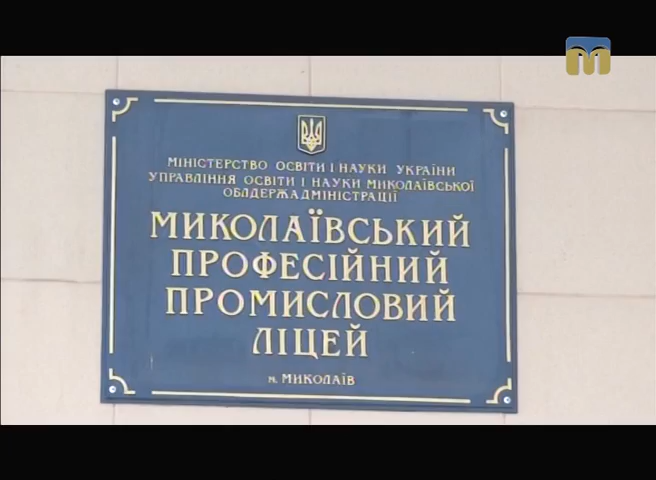 МІНІСТЕРСТВО ОСВІТИ І НАУКИ УКРАЇНИ
УПРАВЛІННЯ ОСВІТИ І НАУКИ МИКОЛАЇВСЬКОЇ
ОБЛДЕРЖАДМІНІСТРАЦІЇ
МИКОЛАЇВСЬКИЙ
ПРОФЕСІЙНИЙ
ПРОМИСЛОВИЙ
ЛІЦЕЙ
м. МИКОЛАЇВ